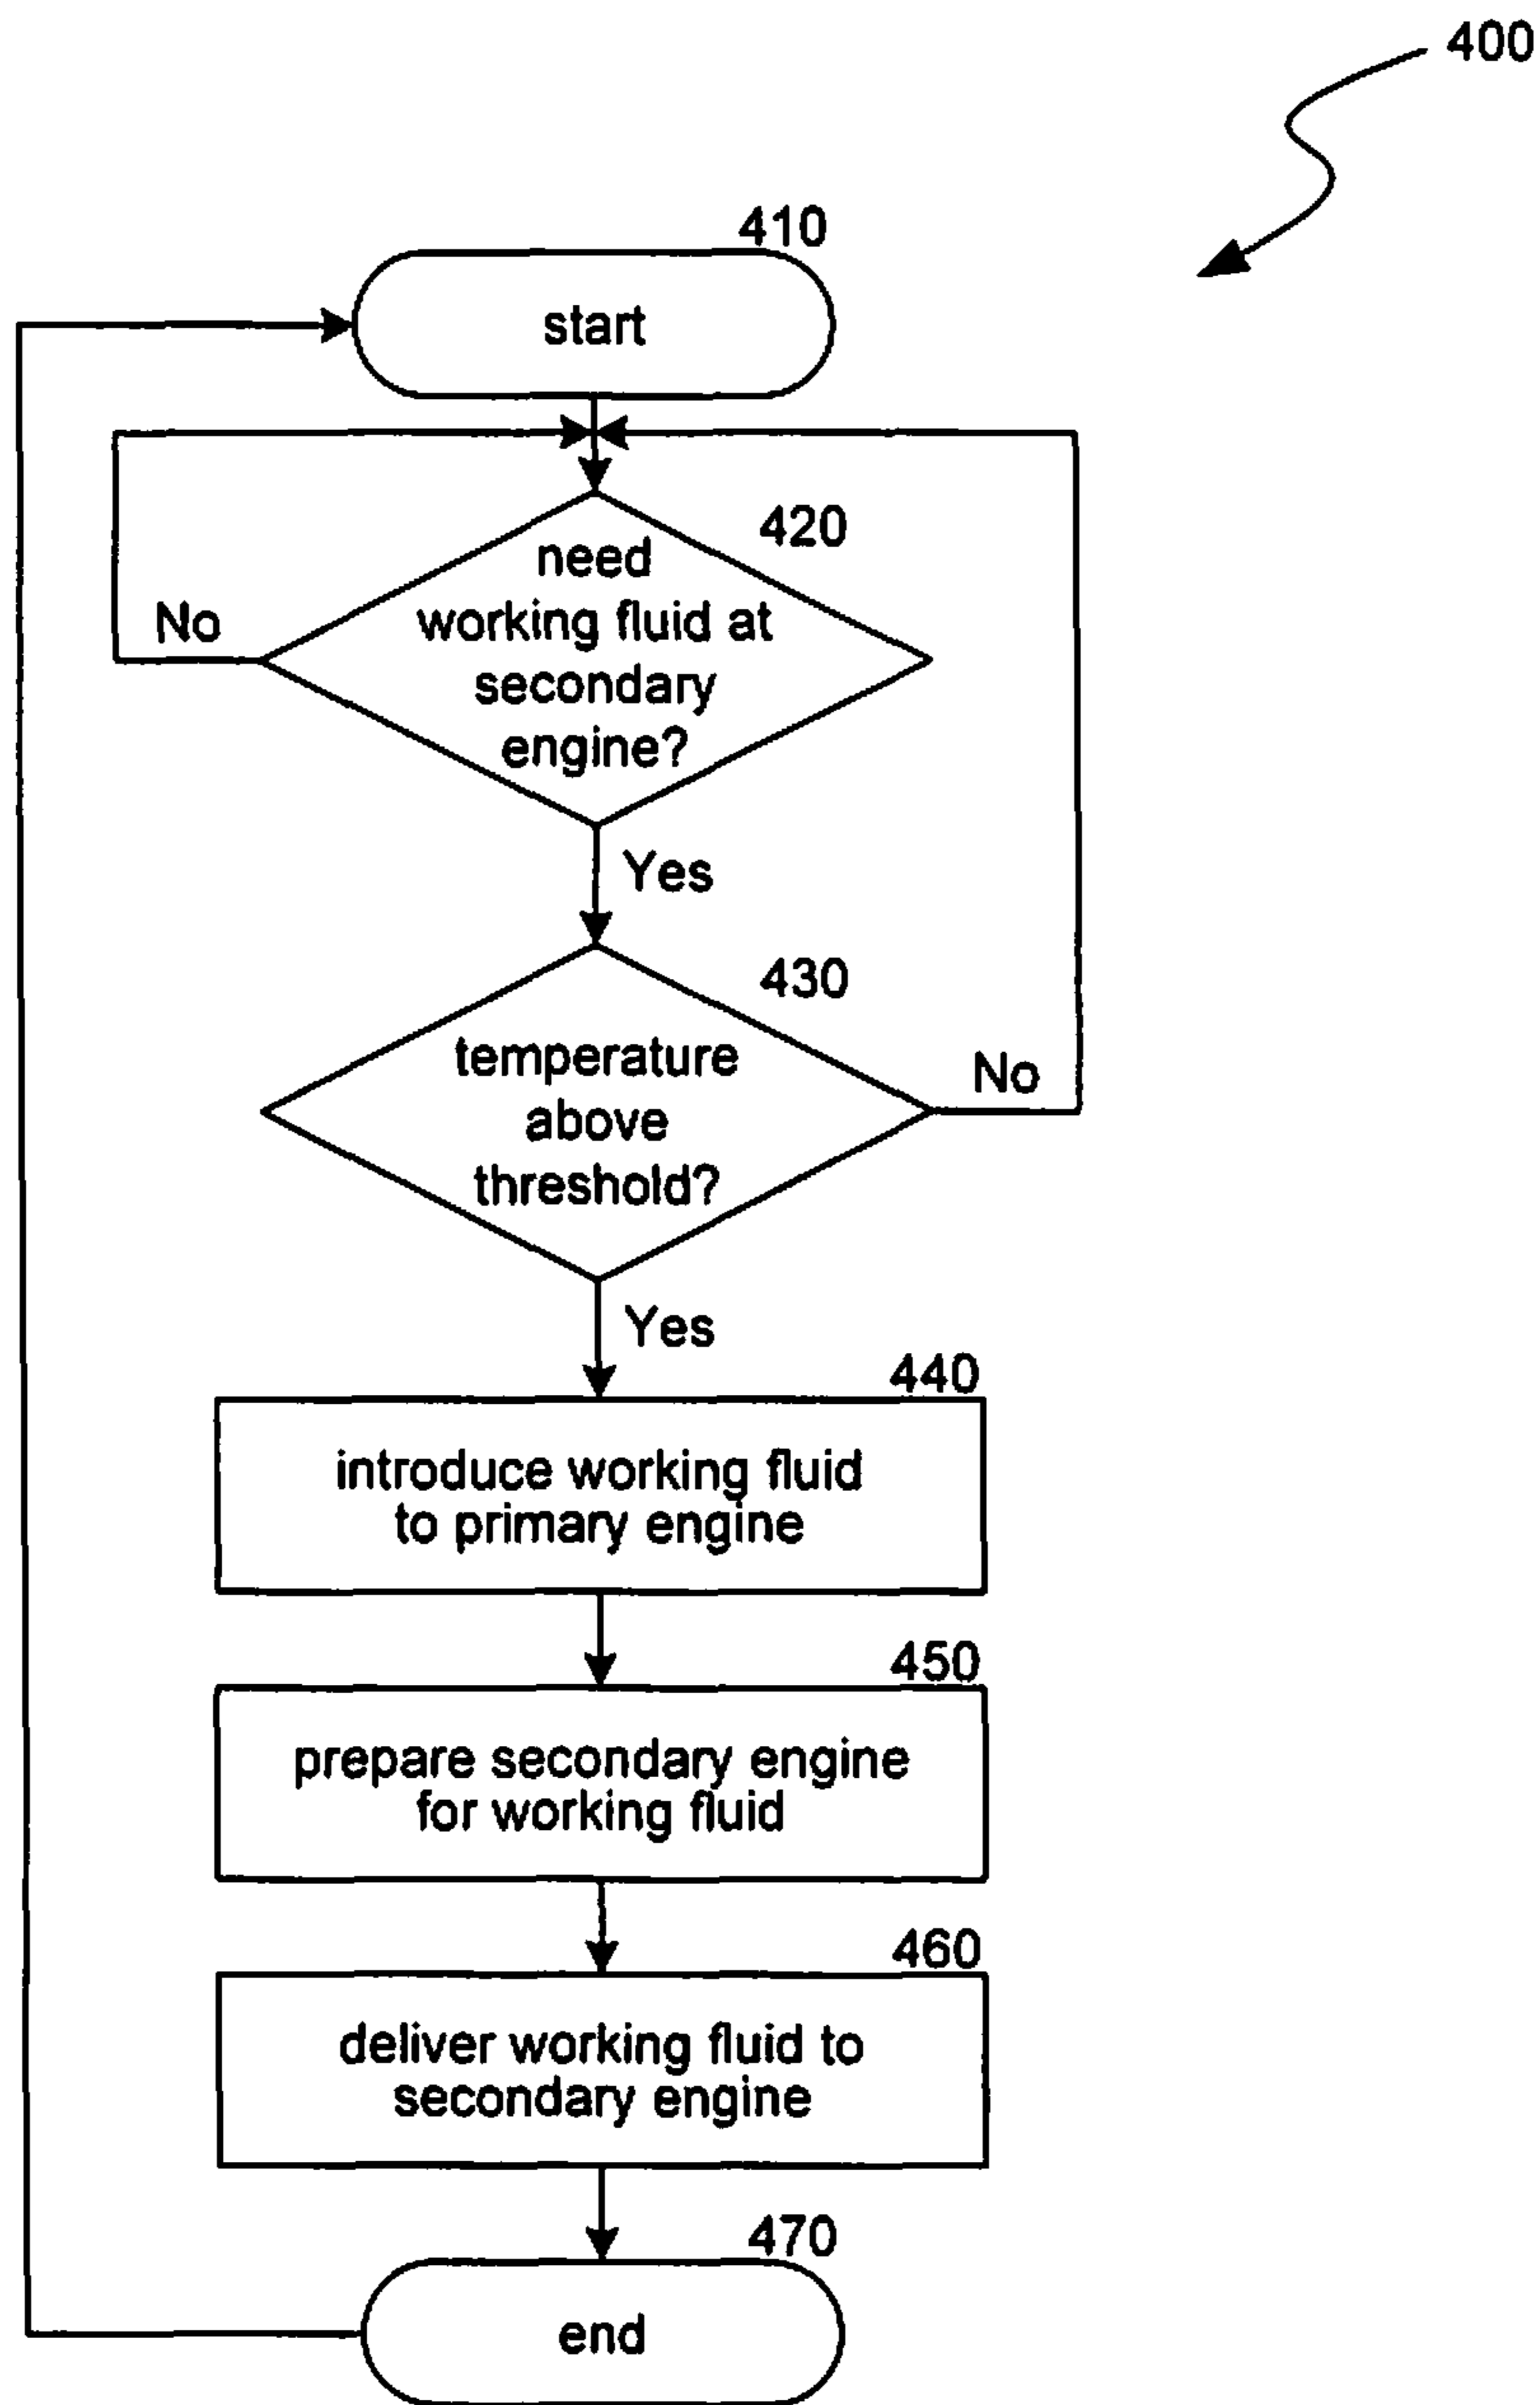 400
410
start
420
need
working fluid at
secondary
engine?
No
Yes
430
temperature
above
threshold?
No
Yes
440
introduce working fluid
to primary engine
450
prepare secondary engine
for working fluid
460
deliver working fluid to
secondary engine
470
end